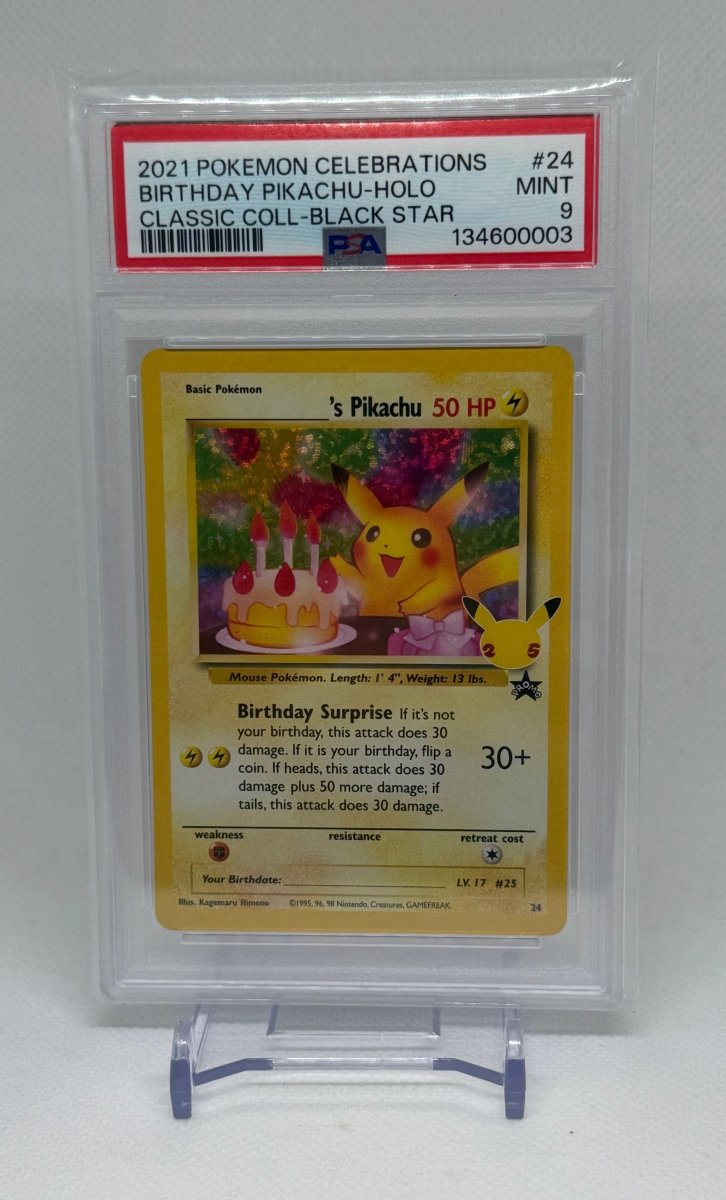 2021 POKEMON CELEBRATIONS #24
BIRTHDAY PIKACHU-HOLO MINT
CLASSIC COLL-BLACK STAR 9
PSA 134600003
Basic Pokémon
________'s Pikachu 50 HP
25
Mouse Pokémon. Length: 1' 4", Weight: 13 lbs.
PROMO
Birthday Surprise If it's not
your birthday, this attack does 30
damage. If it is your birthday, flip a
coin. If heads, this attack does 30
damage plus 50 more damage; if
tails, this attack does 30 damage.
30+
weakness resistance retreat cost
Your Birthdate:________ LV. 17 #25
Illus. Kagemaru Himeno ©1995, 96, 98 Nintendo, Creatures, GAMEFREAK. 24